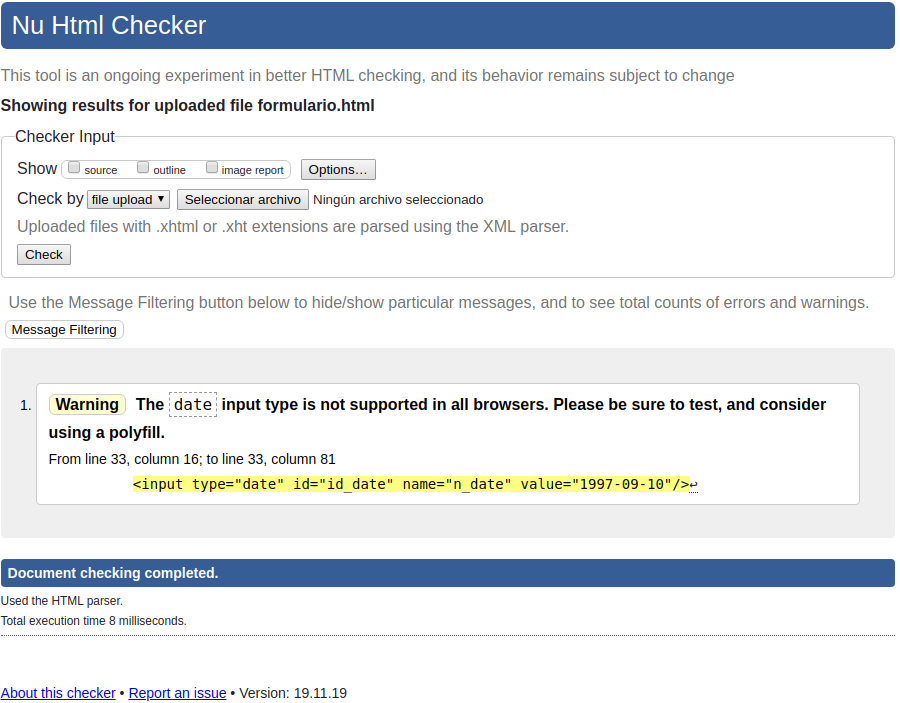 Nu Html Checker
This tool is an ongoing experiment in better HTML checking, and its behavior remains subject to change
Showing results for uploaded file formulario.html
Checker Input
Show source outline image report Options...
Check by file upload ▼ Seleccionar archivo Ningún archivo seleccionado
Uploaded files with .xhtml or .xht extensions are parsed using the XML parser.
Check
Use the Message Filtering button below to hide/show particular messages, and to see total counts of errors and warnings.
Message Filtering
1. Warning The date input type is not supported in all browsers. Please be sure to test, and consider
using a polyfill.
From line 33, column 16; to line 33, column 81
<input type="date" id="id_date" name="n_date" value="1997-09-10"/>↩
Document checking completed.
Used the HTML parser.
Total execution time 8 milliseconds.
About this checker • Report an issue • Version: 19.11.19